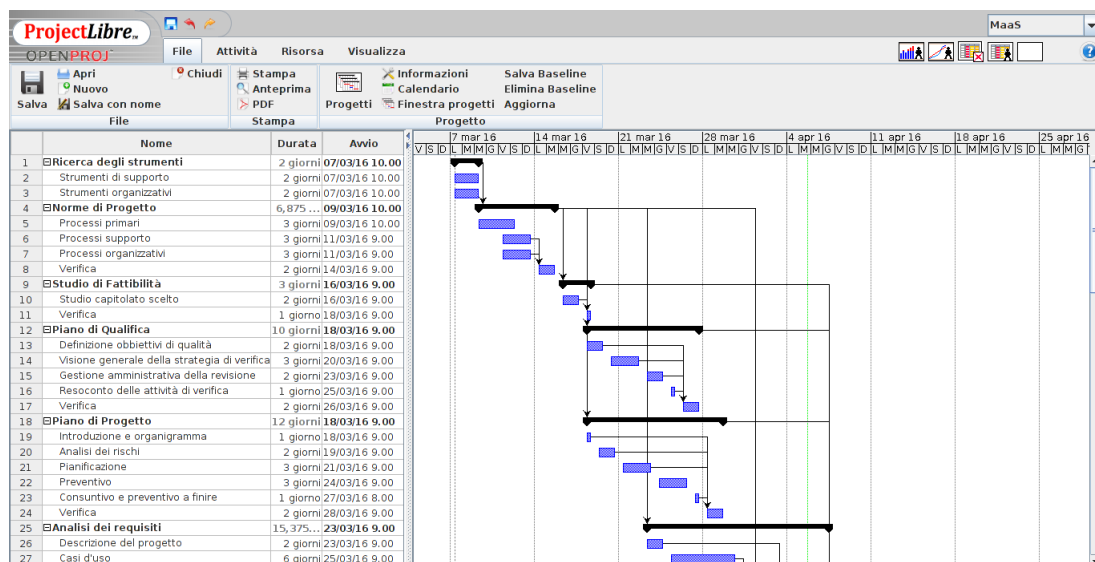 ProjectLibre™
OPENPROJ
MaaS
File Attività Risorsa Visualizza
Salva
Apri
Nuovo
Salva con nome
Chiudi
File
Stampa
Anteprima
PDF
Stampa
Progetti
Informazioni
Calendario
Finestra progetti
Salva Baseline
Elimina Baseline
Aggiorna
Progetto
Nome Durata Avvio
7 mar 16 14 mar 16 21 mar 16 28 mar 16 4 apr 16 11 apr 16 18 apr 16 25 apr 16
V S D L M M G V S D L M M G V S D L M M G V S D L M M G V S D L M M G V S D L M M G V S D L M M G V S D L M M G
1 Ricerca degli strumenti 2 giorni 07/03/16 10.00
2 Strumenti di supporto 2 giorni 07/03/16 10.00
3 Strumenti organizzativi 2 giorni 07/03/16 10.00
4 Norme di Progetto 6,875 ... 09/03/16 10.00
5 Processi primari 3 giorni 09/03/16 10.00
6 Processi supporto 3 giorni 11/03/16 9.00
7 Processi organizzativi 3 giorni 11/03/16 9.00
8 Verifica 2 giorni 14/03/16 9.00
9 Studio di Fattibilità 3 giorni 16/03/16 9.00
10 Studio capitolato scelto 2 giorni 16/03/16 9.00
11 Verifica 1 giorno 18/03/16 9.00
12 Piano di Qualifica 10 giorni 18/03/16 9.00
13 Definizione obbiettivi di qualità 2 giorni 18/03/16 9.00
14 Visione generale della strategia di verifica 3 giorni 20/03/16 9.00
15 Gestione amministrativa della revisione 2 giorni 23/03/16 9.00
16 Resoconto delle attività di verifica 1 giorno 25/03/16 9.00
17 Verifica 2 giorni 26/03/16 9.00
18 Piano di Progetto 12 giorni 18/03/16 9.00
19 Introduzione e organigramma 1 giorno 18/03/16 9.00
20 Analisi dei rischi 2 giorni 19/03/16 9.00
21 Pianificazione 3 giorni 21/03/16 9.00
22 Preventivo 3 giorni 24/03/16 9.00
23 Consuntivo e preventivo a finire 1 giorno 27/03/16 8.00
24 Verifica 2 giorni 28/03/16 9.00
25 Analisi dei requisiti 15,375... 23/03/16 9.00
26 Descrizione del progetto 2 giorni 23/03/16 9.00
27 Casi d'uso 6 giorni 25/03/16 9.00